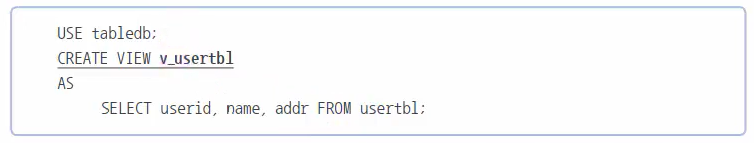 USE tabledb;
CREATE VIEW v_usertbl
AS
SELECT userid, name, addr FROM usertbl;